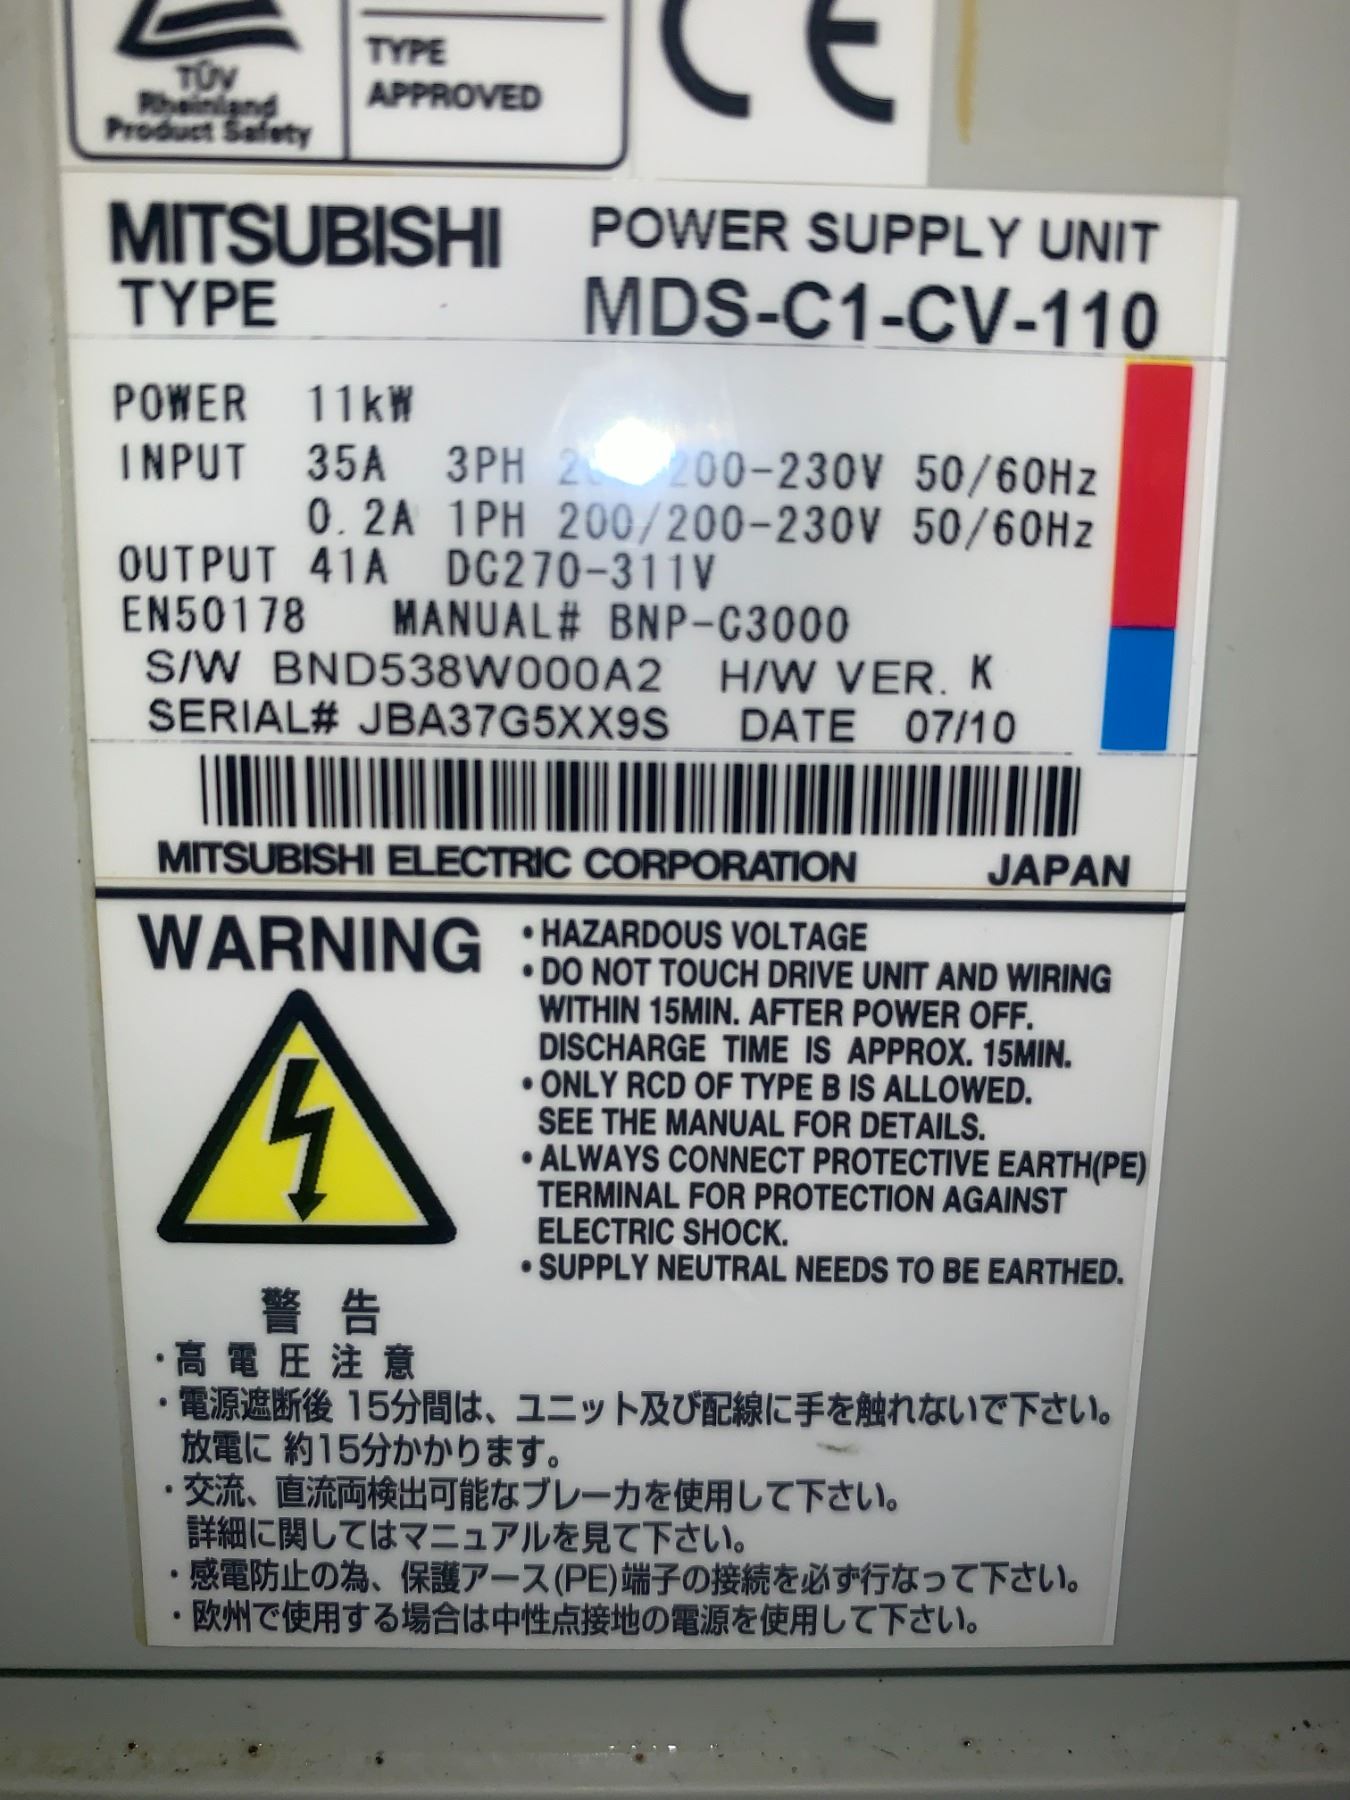 TÜV
Rheinland
Product Safety
TYPE
APPROVED
CE
MITSUBISHI POWER SUPPLY UNIT
TYPE MDS-C1-CV-110
POWER 11kW
INPUT 35A 3PH 200-230V 50/60Hz
0.2A 1PH 200/200-230V 50/60Hz
OUTPUT 41A DC270-311V
EN50178 MANUAL# BNP-C3000
S/W BND538W000A2 H/W VER. K
SERIAL# JBA37G5XX9S DATE 07/10
MITSUBISHI ELECTRIC CORPORATION JAPAN
WARNING
・HAZARDOUS VOLTAGE
・DO NOT TOUCH DRIVE UNIT AND WIRING
WITHIN 15MIN. AFTER POWER OFF.
DISCHARGE TIME IS APPROX. 15MIN.
・ONLY RCD OF TYPE B IS ALLOWED.
SEE THE MANUAL FOR DETAILS.
・ALWAYS CONNECT PROTECTIVE EARTH(PE)
TERMINAL FOR PROTECTION AGAINST
ELECTRIC SHOCK.
・SUPPLY NEUTRAL NEEDS TO BE EARTHED.
警 告
・高 電 圧 注 意
・電源遮断後 15分間は、ユニット及び配線に手を触れないで下さい。
放電に 約15分かかります。
・交流、直流両検出可能なブレーカを使用して下さい。
詳細に関してはマニュアルを見て下さい。
・感電防止の為、保護アース(PE)端子の接続を必ず行なって下さい。
・欧州で使用する場合は中性点接地の電源を使用して下さい。